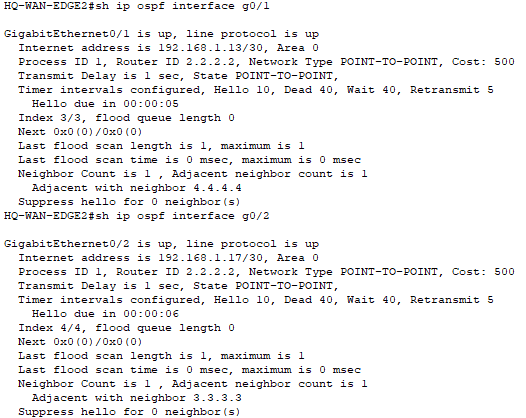 HQ-WAN-EDGE2#sh ip ospf interface g0/1
GigabitEthernet0/1 is up, line protocol is up
Internet address is 192.168.1.13/30, Area 0
Process ID 1, Router ID 2.2.2.2, Network Type POINT-TO-POINT, Cost: 500
Transmit Delay is 1 sec, State POINT-TO-POINT,
Timer intervals configured, Hello 10, Dead 40, Wait 40, Retransmit 5
Hello due in 00:00:05
Index 3/3, flood queue length 0
Next 0x0(0)/0x0(0)
Last flood scan length is 1, maximum is 1
Last flood scan time is 0 msec, maximum is 0 msec
Neighbor Count is 1 , Adjacent neighbor count is 1
Adjacent with neighbor 4.4.4.4
Suppress hello for 0 neighbor(s)
HQ-WAN-EDGE2#sh ip ospf interface g0/2
GigabitEthernet0/2 is up, line protocol is up
Internet address is 192.168.1.17/30, Area 0
Process ID 1, Router ID 2.2.2.2, Network Type POINT-TO-POINT, Cost: 500
Transmit Delay is 1 sec, State POINT-TO-POINT,
Timer intervals configured, Hello 10, Dead 40, Wait 40, Retransmit 5
Hello due in 00:00:06
Index 4/4, flood queue length 0
Next 0x0(0)/0x0(0)
Last flood scan length is 1, maximum is 1
Last flood scan time is 0 msec, maximum is 0 msec
Neighbor Count is 1 , Adjacent neighbor count is 1
Adjacent with neighbor 3.3.3.3
Suppress hello for 0 neighbor(s)